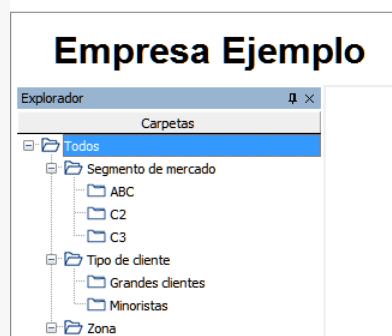 Empresa Ejemplo
Explorador
Carpetas
Todos
Segmento de mercado
ABC
C2
C3
Tipo de cliente
Grandes clientes
Minoristas
Zona